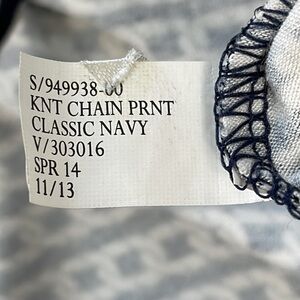 S/949938-00
KNT CHAIN PRNT
CLASSIC NAVY
V/303016
SPR 14
11/13